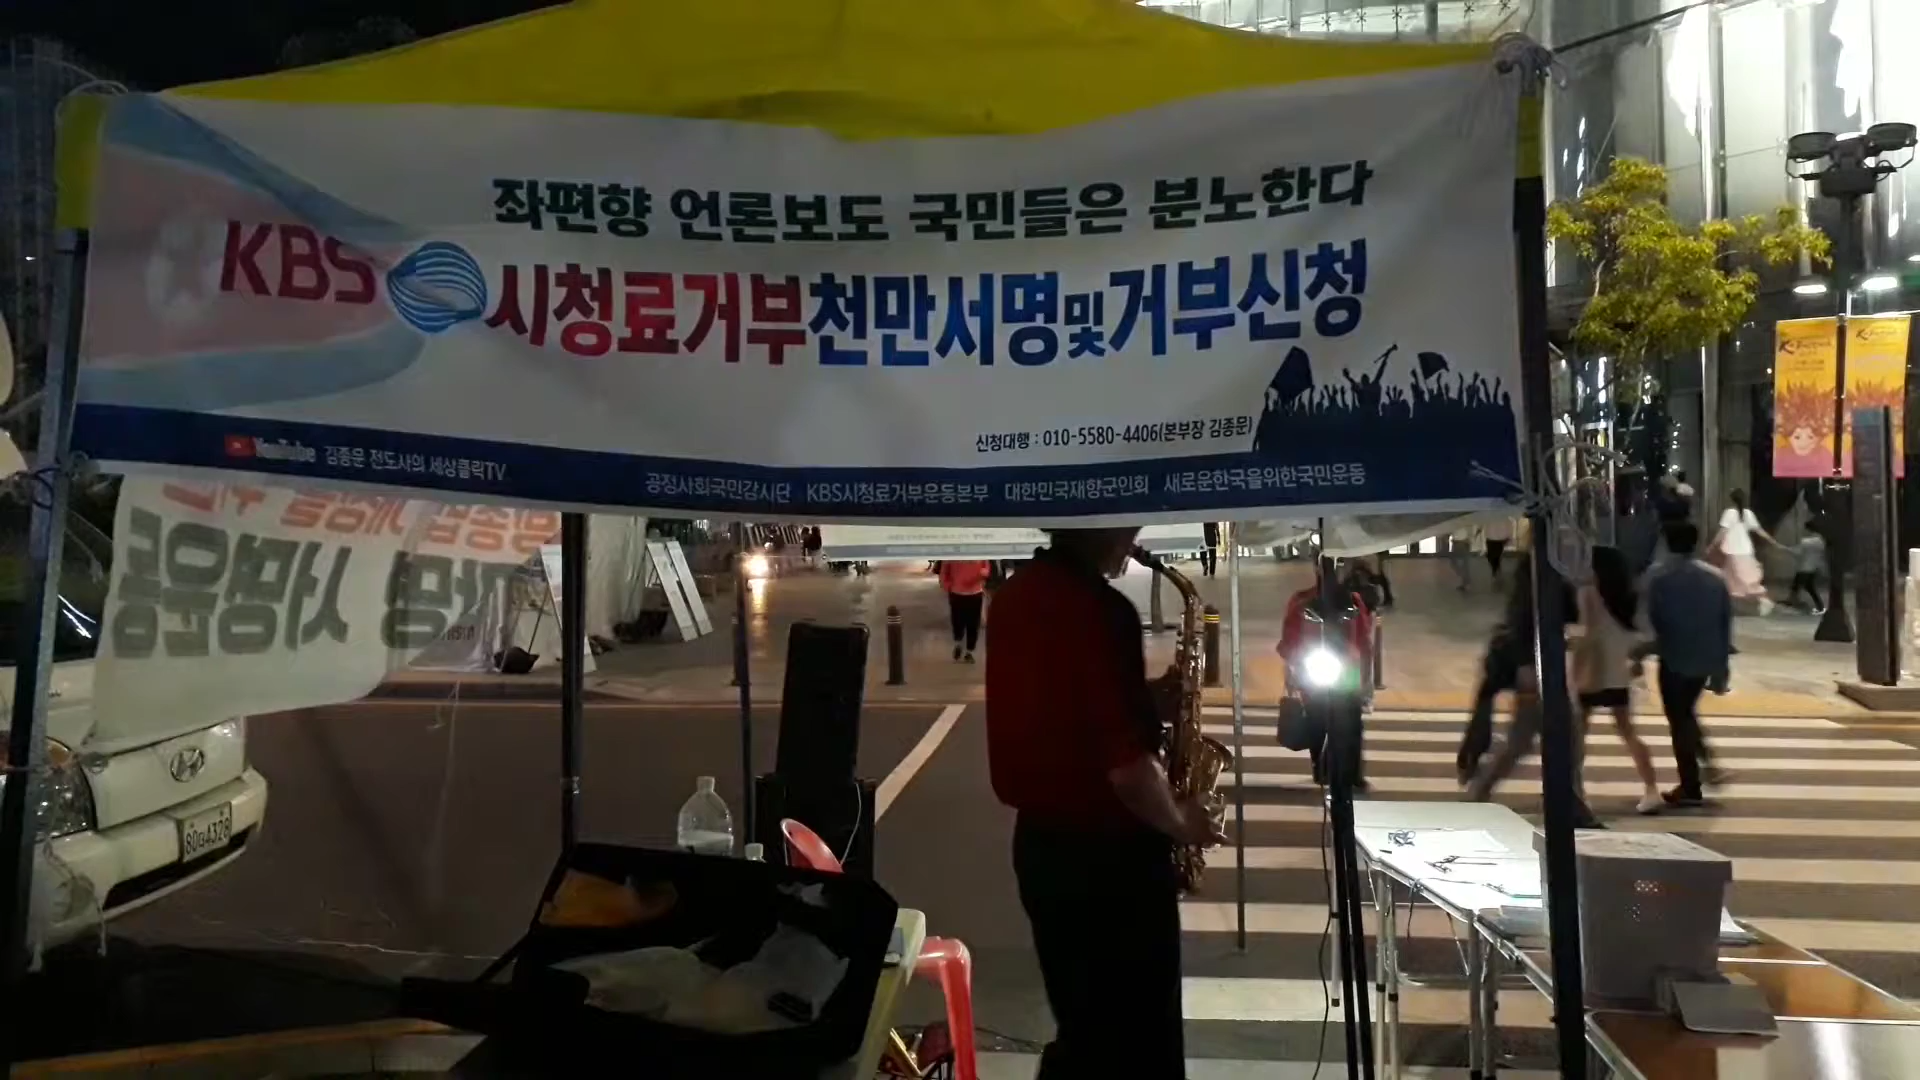 좌편향 언론보도 국민들은 분노한다
KBS 시청료거부천만서명및거부신청
신청대행 : 010-5580-4406(본부장 김종문)
YouTube 김종문 전도사의 세상클릭TV
공정사회국민감시단 KBS시청료거부운동본부 대한민국재향군인회 새로운한국을위한국민운동
서명운동